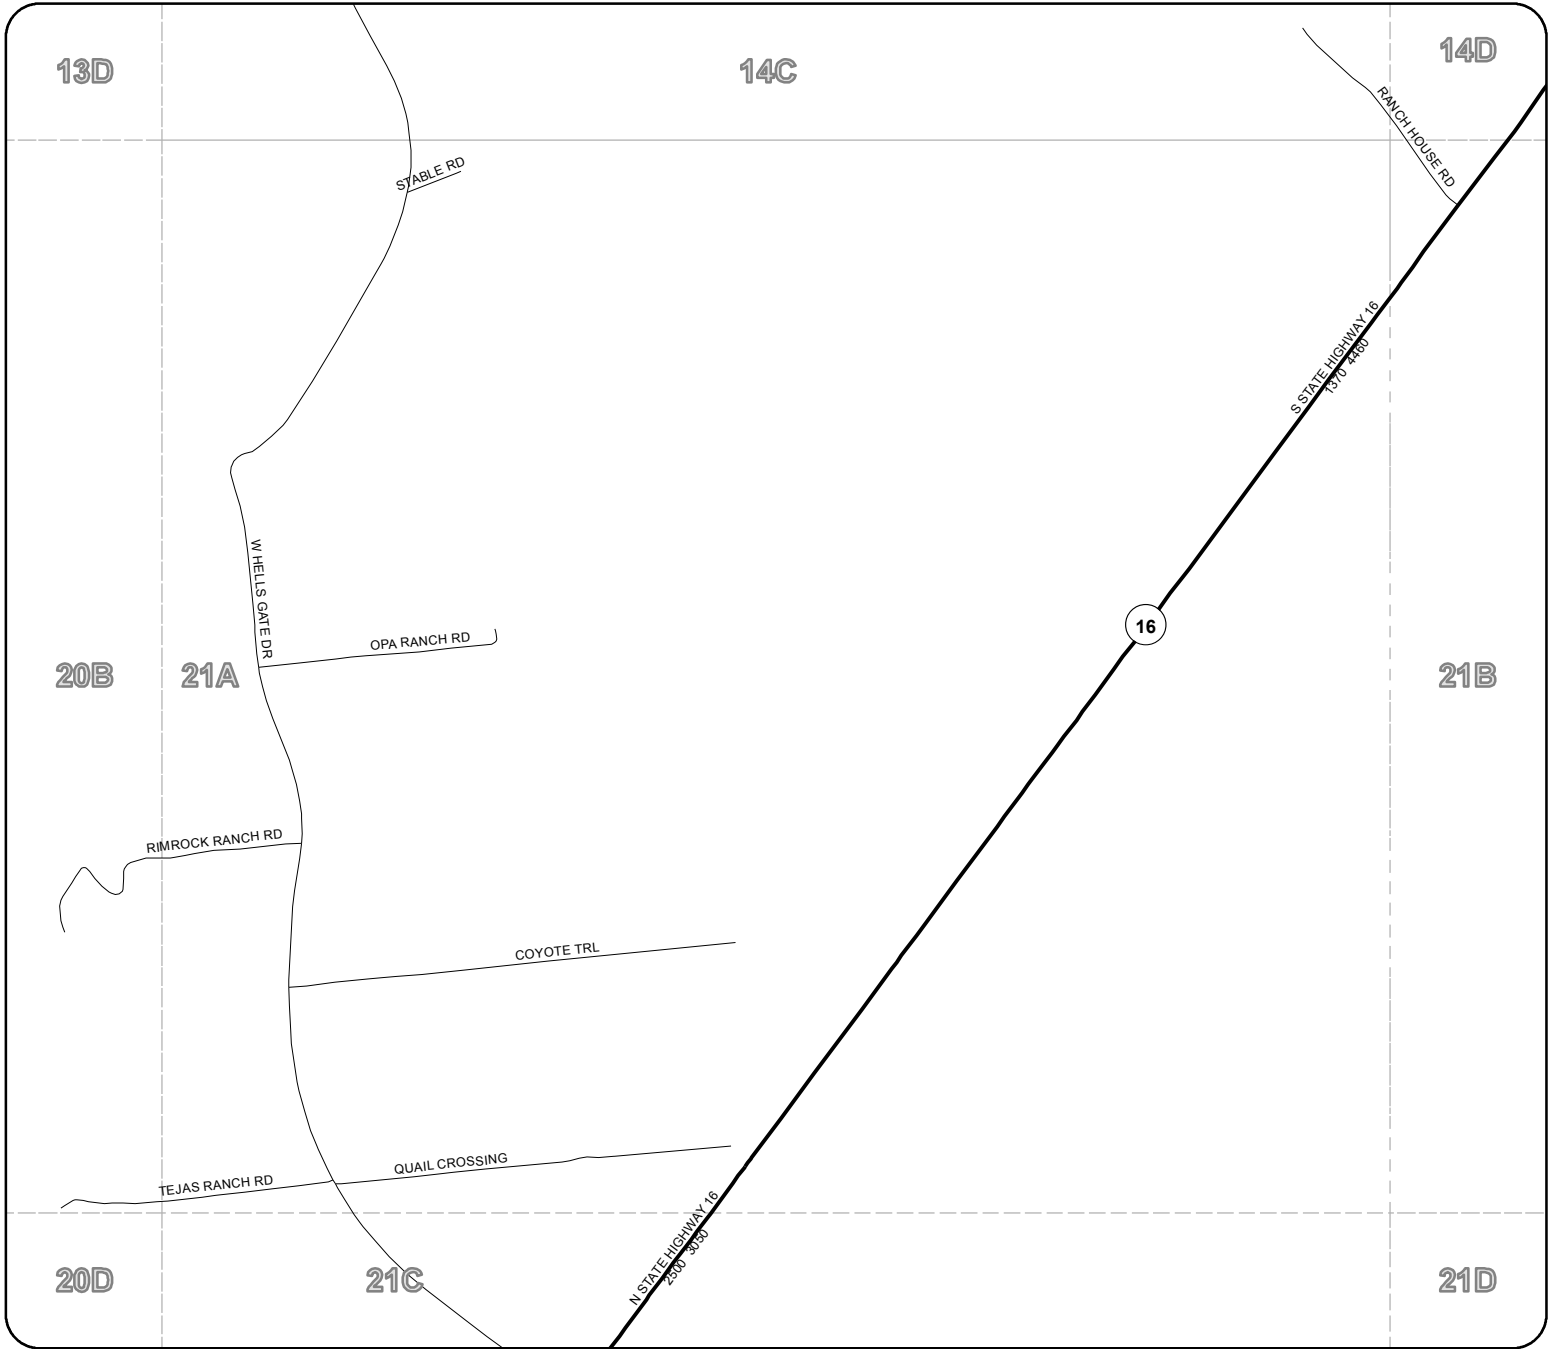 13D
14C
14D
RANCH HOUSE RD
STABLE RD
S STATE HIGHWAY 16
1370 4460
W HELLS GATE DR
16
OPA RANCH RD
20B
21A
21B
RIMROCK RANCH RD
COYOTE TRL
QUAIL CROSSING
TEJAS RANCH RD
N STATE HIGHWAY 16
2500 3050
20D
21C
21D